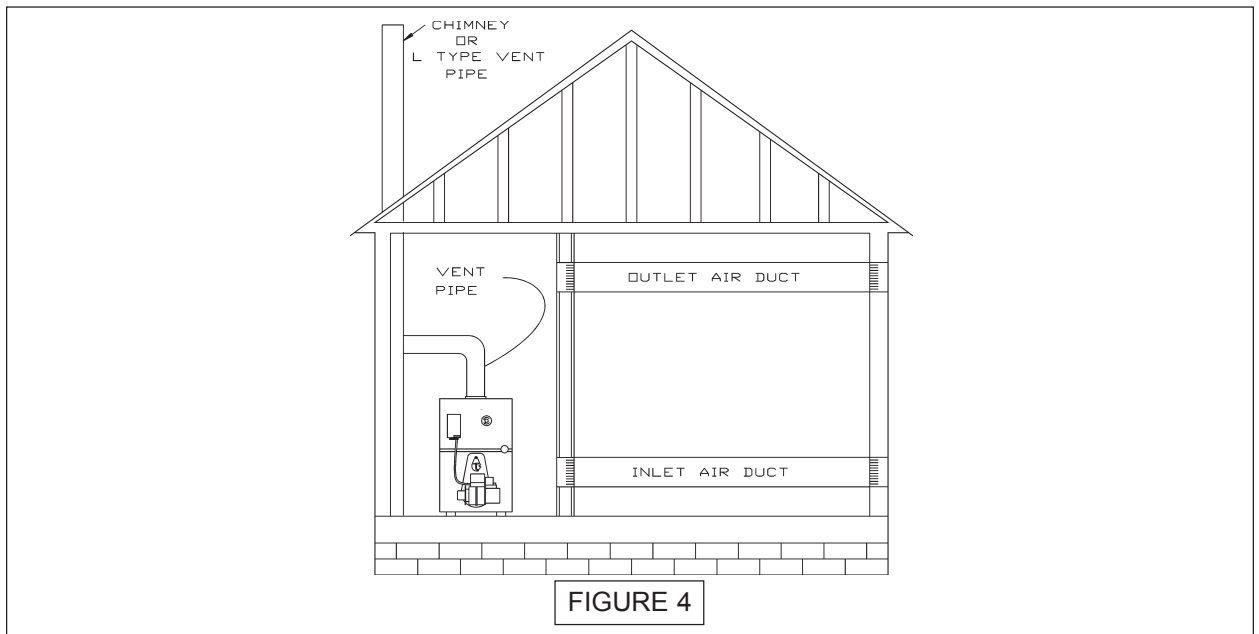 CHIMNEY
OR
L TYPE VENT
PIPE
VENT
PIPE
OUTLET AIR DUCT
INLET AIR DUCT
FIGURE 4